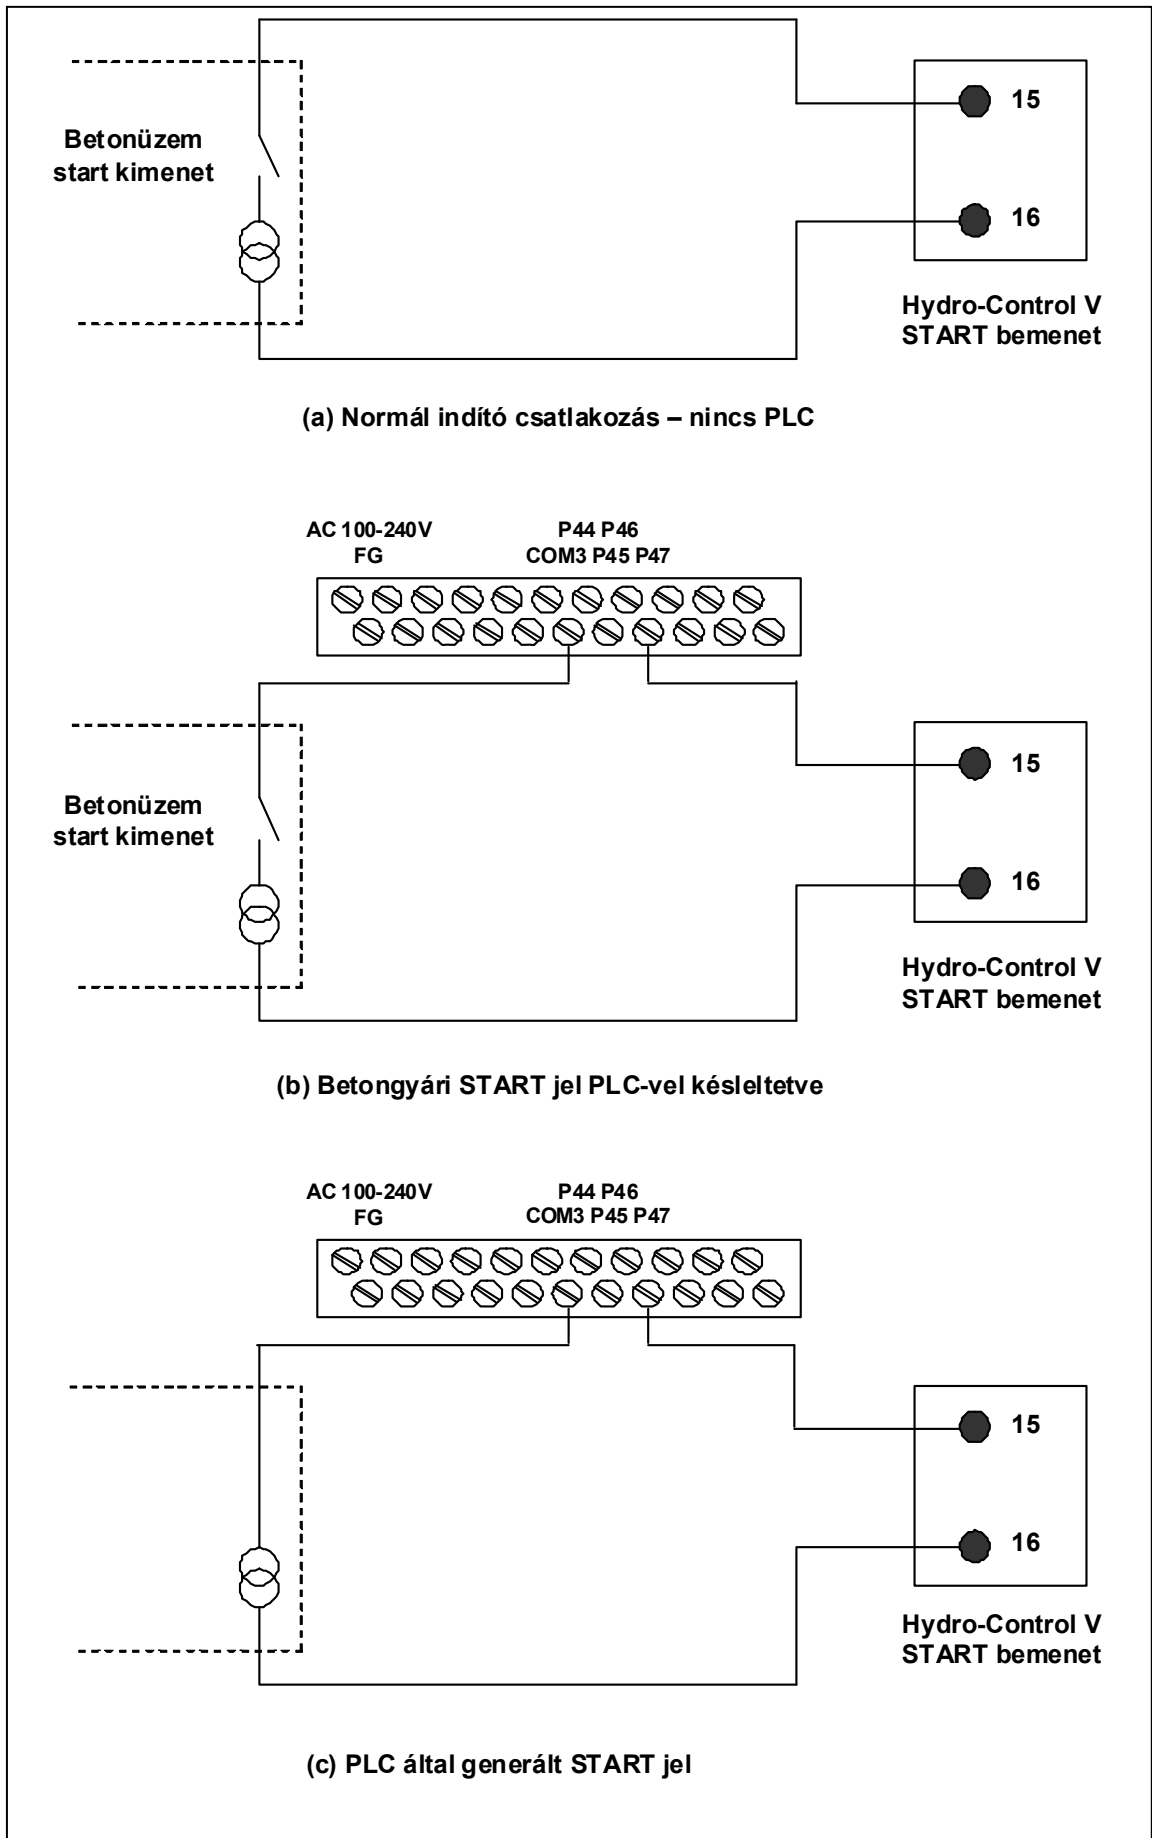 15
Betonüzem
start kimenet
16
Hydro-Control V
START bemenet
(a) Normál indító csatlakozás – nincs PLC
AC 100-240V P44 P46
FG COM3 P45 P47
15
Betonüzem
start kimenet
16
Hydro-Control V
START bemenet
(b) Betongyári START jel PLC-vel késleltetve
AC 100-240V P44 P46
FG COM3 P45 P47
15
16
Hydro-Control V
START bemenet
(c) PLC által generált START jel